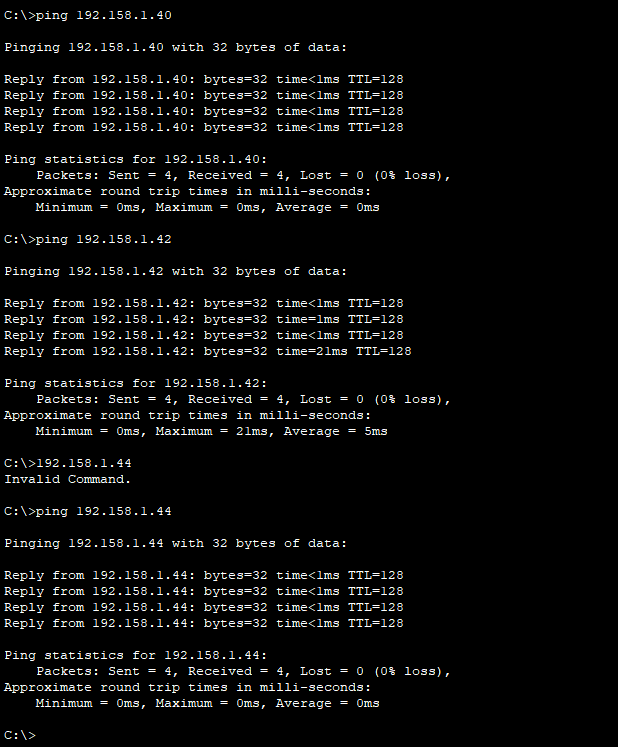 C:\>ping 192.158.1.40
Pinging 192.158.1.40 with 32 bytes of data:
Reply from 192.158.1.40: bytes=32 time<1ms TTL=128
Reply from 192.158.1.40: bytes=32 time<1ms TTL=128
Reply from 192.158.1.40: bytes=32 time<1ms TTL=128
Reply from 192.158.1.40: bytes=32 time<1ms TTL=128
Ping statistics for 192.158.1.40:
    Packets: Sent = 4, Received = 4, Lost = 0 (0% loss),
Approximate round trip times in milli-seconds:
    Minimum = 0ms, Maximum = 0ms, Average = 0ms
C:\>ping 192.158.1.42
Pinging 192.158.1.42 with 32 bytes of data:
Reply from 192.158.1.42: bytes=32 time<1ms TTL=128
Reply from 192.158.1.42: bytes=32 time=1ms TTL=128
Reply from 192.158.1.42: bytes=32 time<1ms TTL=128
Reply from 192.158.1.42: bytes=32 time=21ms TTL=128
Ping statistics for 192.158.1.42:
    Packets: Sent = 4, Received = 4, Lost = 0 (0% loss),
Approximate round trip times in milli-seconds:
    Minimum = 0ms, Maximum = 21ms, Average = 5ms
C:\>192.158.1.44
Invalid Command.
C:\>ping 192.158.1.44
Pinging 192.158.1.44 with 32 bytes of data:
Reply from 192.158.1.44: bytes=32 time<1ms TTL=128
Reply from 192.158.1.44: bytes=32 time<1ms TTL=128
Reply from 192.158.1.44: bytes=32 time<1ms TTL=128
Reply from 192.158.1.44: bytes=32 time<1ms TTL=128
Ping statistics for 192.158.1.44:
    Packets: Sent = 4, Received = 4, Lost = 0 (0% loss),
Approximate round trip times in milli-seconds:
    Minimum = 0ms, Maximum = 0ms, Average = 0ms
C:\>